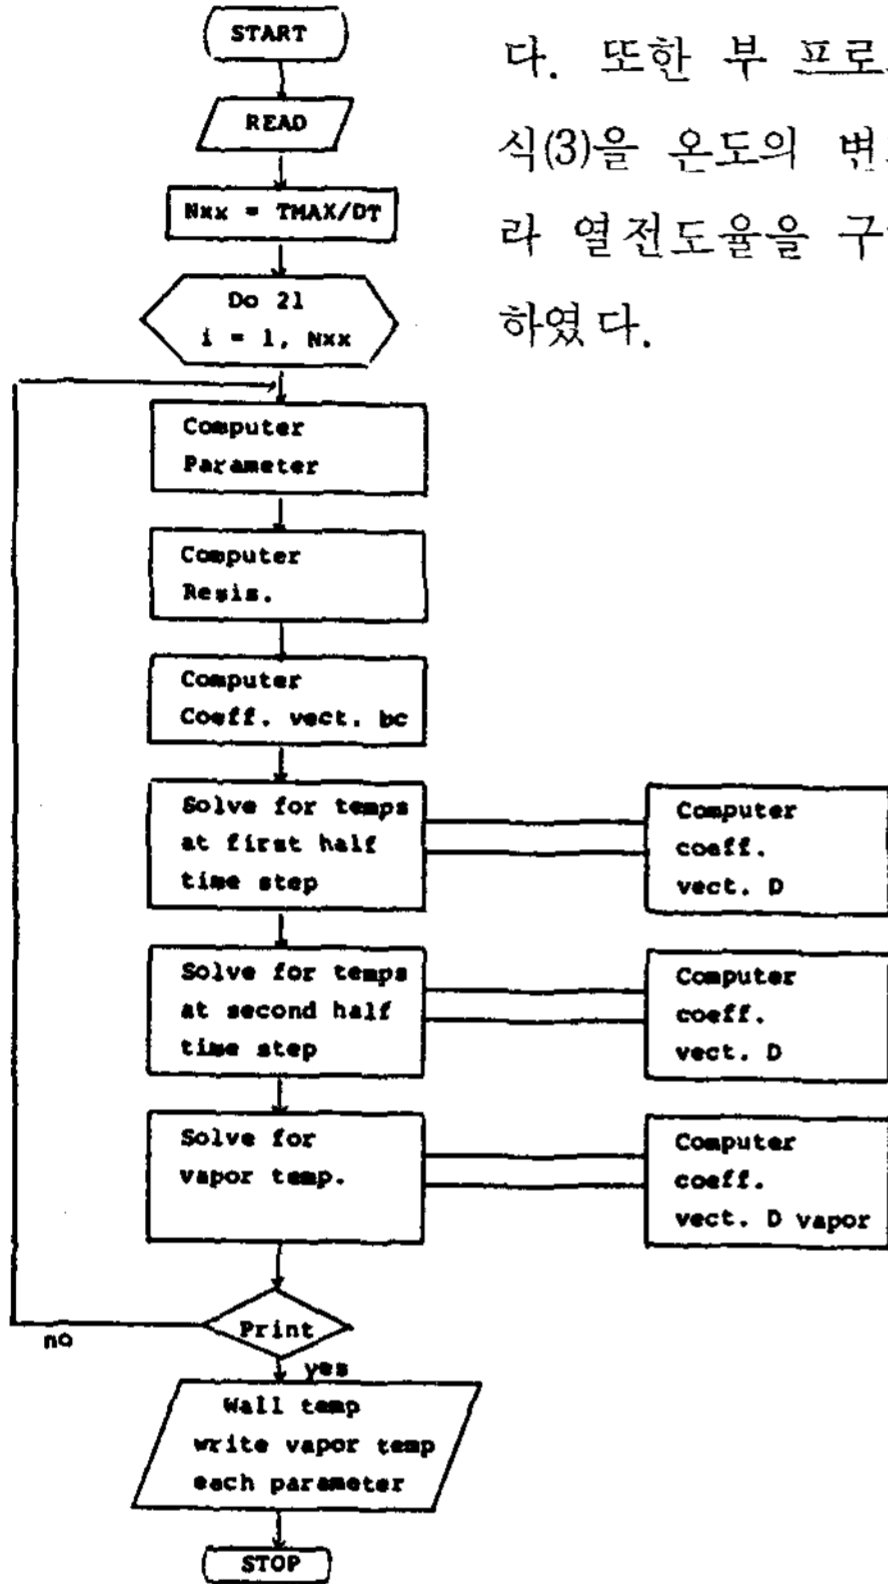 START
READ
Nxx = TMAX/DT
Do 21
i = 1, Nxx
Computer
Parameter
Computer
Resis.
Computer
Coeff. vect. bc
Solve for temps
at first half
time step
Computer
coeff.
vect. D
Solve for temps
at second half
time step
Computer
coeff.
vect. D
Solve for
vapor temp.
Computer
coeff.
vect. D vapor
Print
no
yes
Wall temp
write vapor temp
each parameter
STOP
다. 또한 부 프로
식(3)을 온도의
라 열전도율을
하였다.